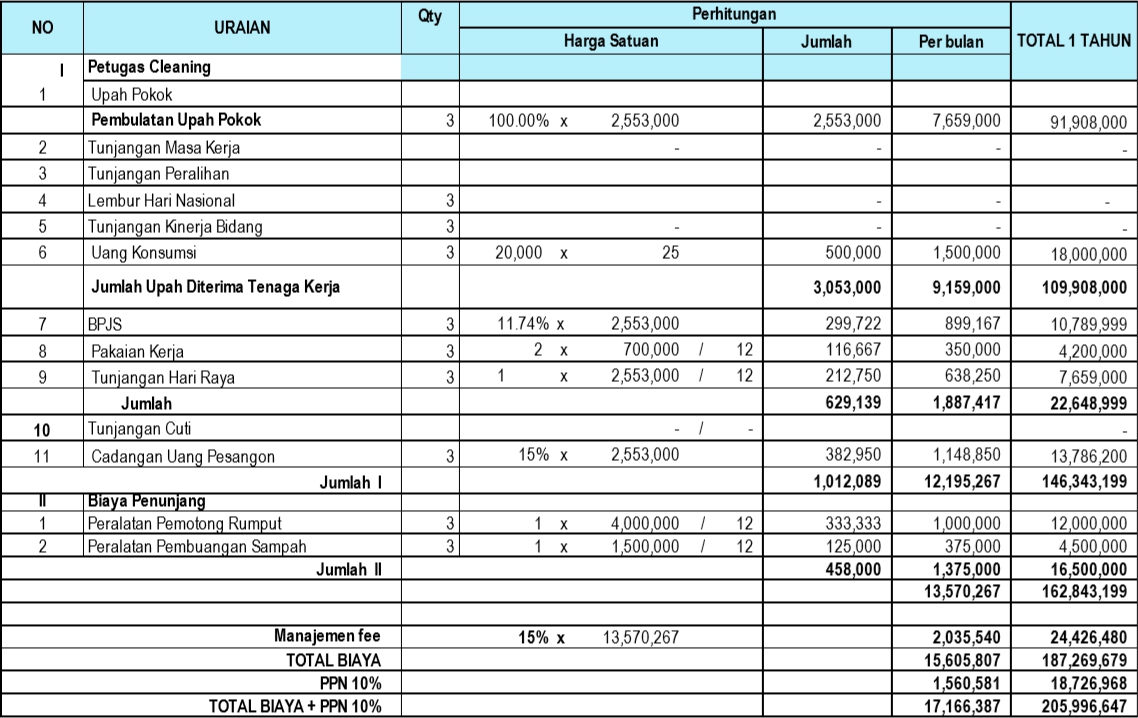 NO URAIAN Qty Perhitungan TOTAL 1 TAHUN
Harga Satuan Jumlah Per bulan
I Petugas Cleaning
1 Upah Pokok
Pembulatan Upah Pokok 3 100.00% x 2,553,000 2,553,000 7,659,000 91,908,000
2 Tunjangan Masa Kerja - - - -
3 Tunjangan Peralihan
4 Lembur Hari Nasional 3 - - -
5 Tunjangan Kinerja Bidang 3 - - - -
6 Uang Konsumsi 3 20,000 x 25 500,000 1,500,000 18,000,000
Jumlah Upah Diterima Tenaga Kerja 3,053,000 9,159,000 109,908,000
7 BPJS 3 11.74% x 2,553,000 299,722 899,167 10,789,999
8 Pakaian Kerja 3 2 x 700,000 / 12 116,667 350,000 4,200,000
9 Tunjangan Hari Raya 3 1 x 2,553,000 / 12 212,750 638,250 7,659,000
Jumlah 629,139 1,887,417 22,648,999
10 Tunjangan Cuti - / - -
11 Cadangan Uang Pesangon 3 15% x 2,553,000 382,950 1,148,850 13,786,200
Jumlah I 1,012,089 12,195,267 146,343,199
II Biaya Penunjang
1 Peralatan Pemotong Rumput 3 1 x 4,000,000 / 12 333,333 1,000,000 12,000,000
2 Peralatan Pembuangan Sampah 3 1 x 1,500,000 / 12 125,000 375,000 4,500,000
Jumlah II 458,000 1,375,000 16,500,000
13,570,267 162,843,199
Manajemen fee 15% x 13,570,267 2,035,540 24,426,480
TOTAL BIAYA 15,605,807 187,269,679
PPN 10% 1,560,581 18,726,968
TOTAL BIAYA + PPN 10% 17,166,387 205,996,647